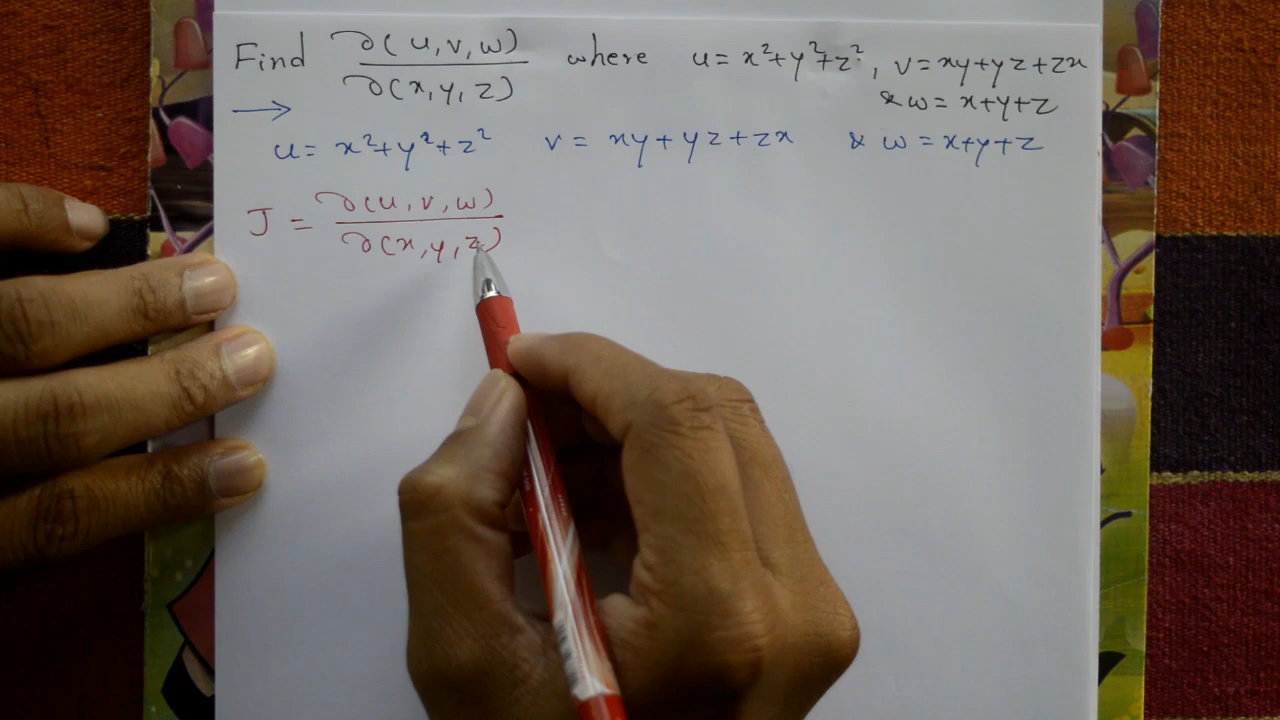 Find ∂(u,v,w)/∂(x,y,z) where u=x²+y²+z², v=xy+yz+zx
& w=x+y+z
→
u= x²+y²+z² v= xy+yz+zx & w=x+y+z
J = ∂(u,v,w)/∂(x,y,z)